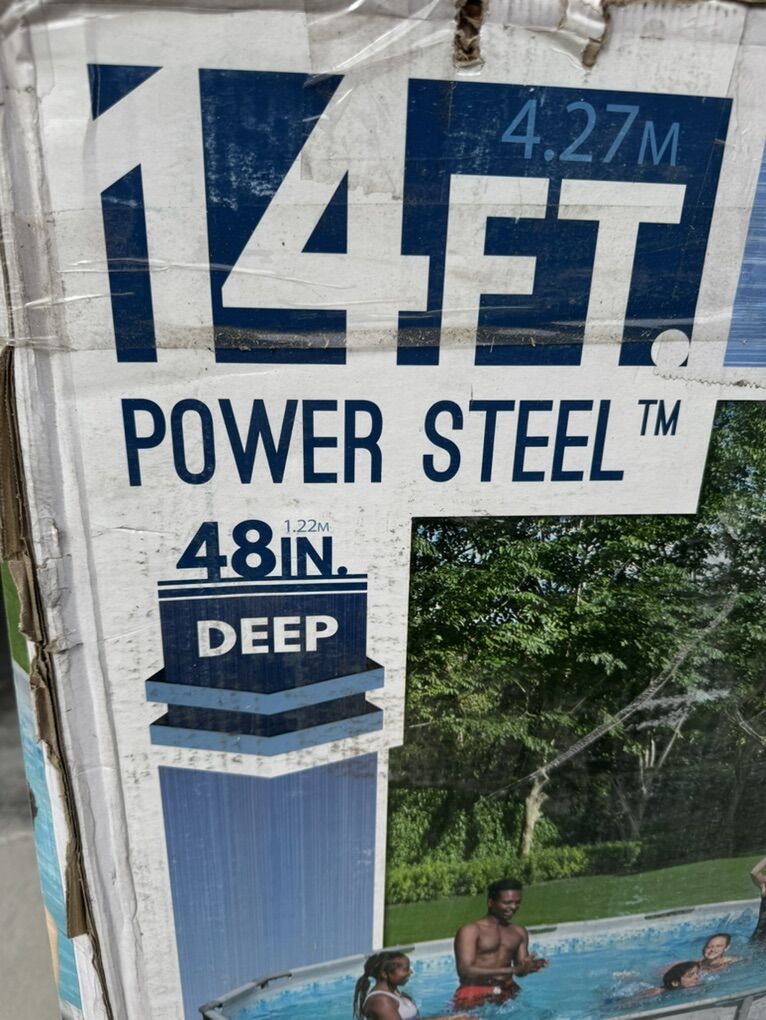 4.27M
14FT.
POWER STEEL™
1.22M
48IN.
DEEP